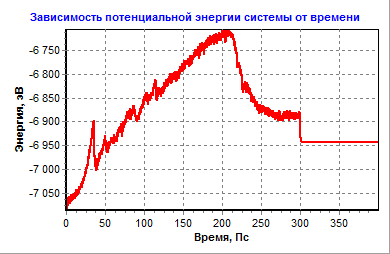 Зависимость потенциальной энергии системы от времени
Энергия, эВ
-6 750
-6 800
-6 850
-6 900
-6 950
-7 000
-7 050
0 50 100 150 200 250 300 350
Время, Пс